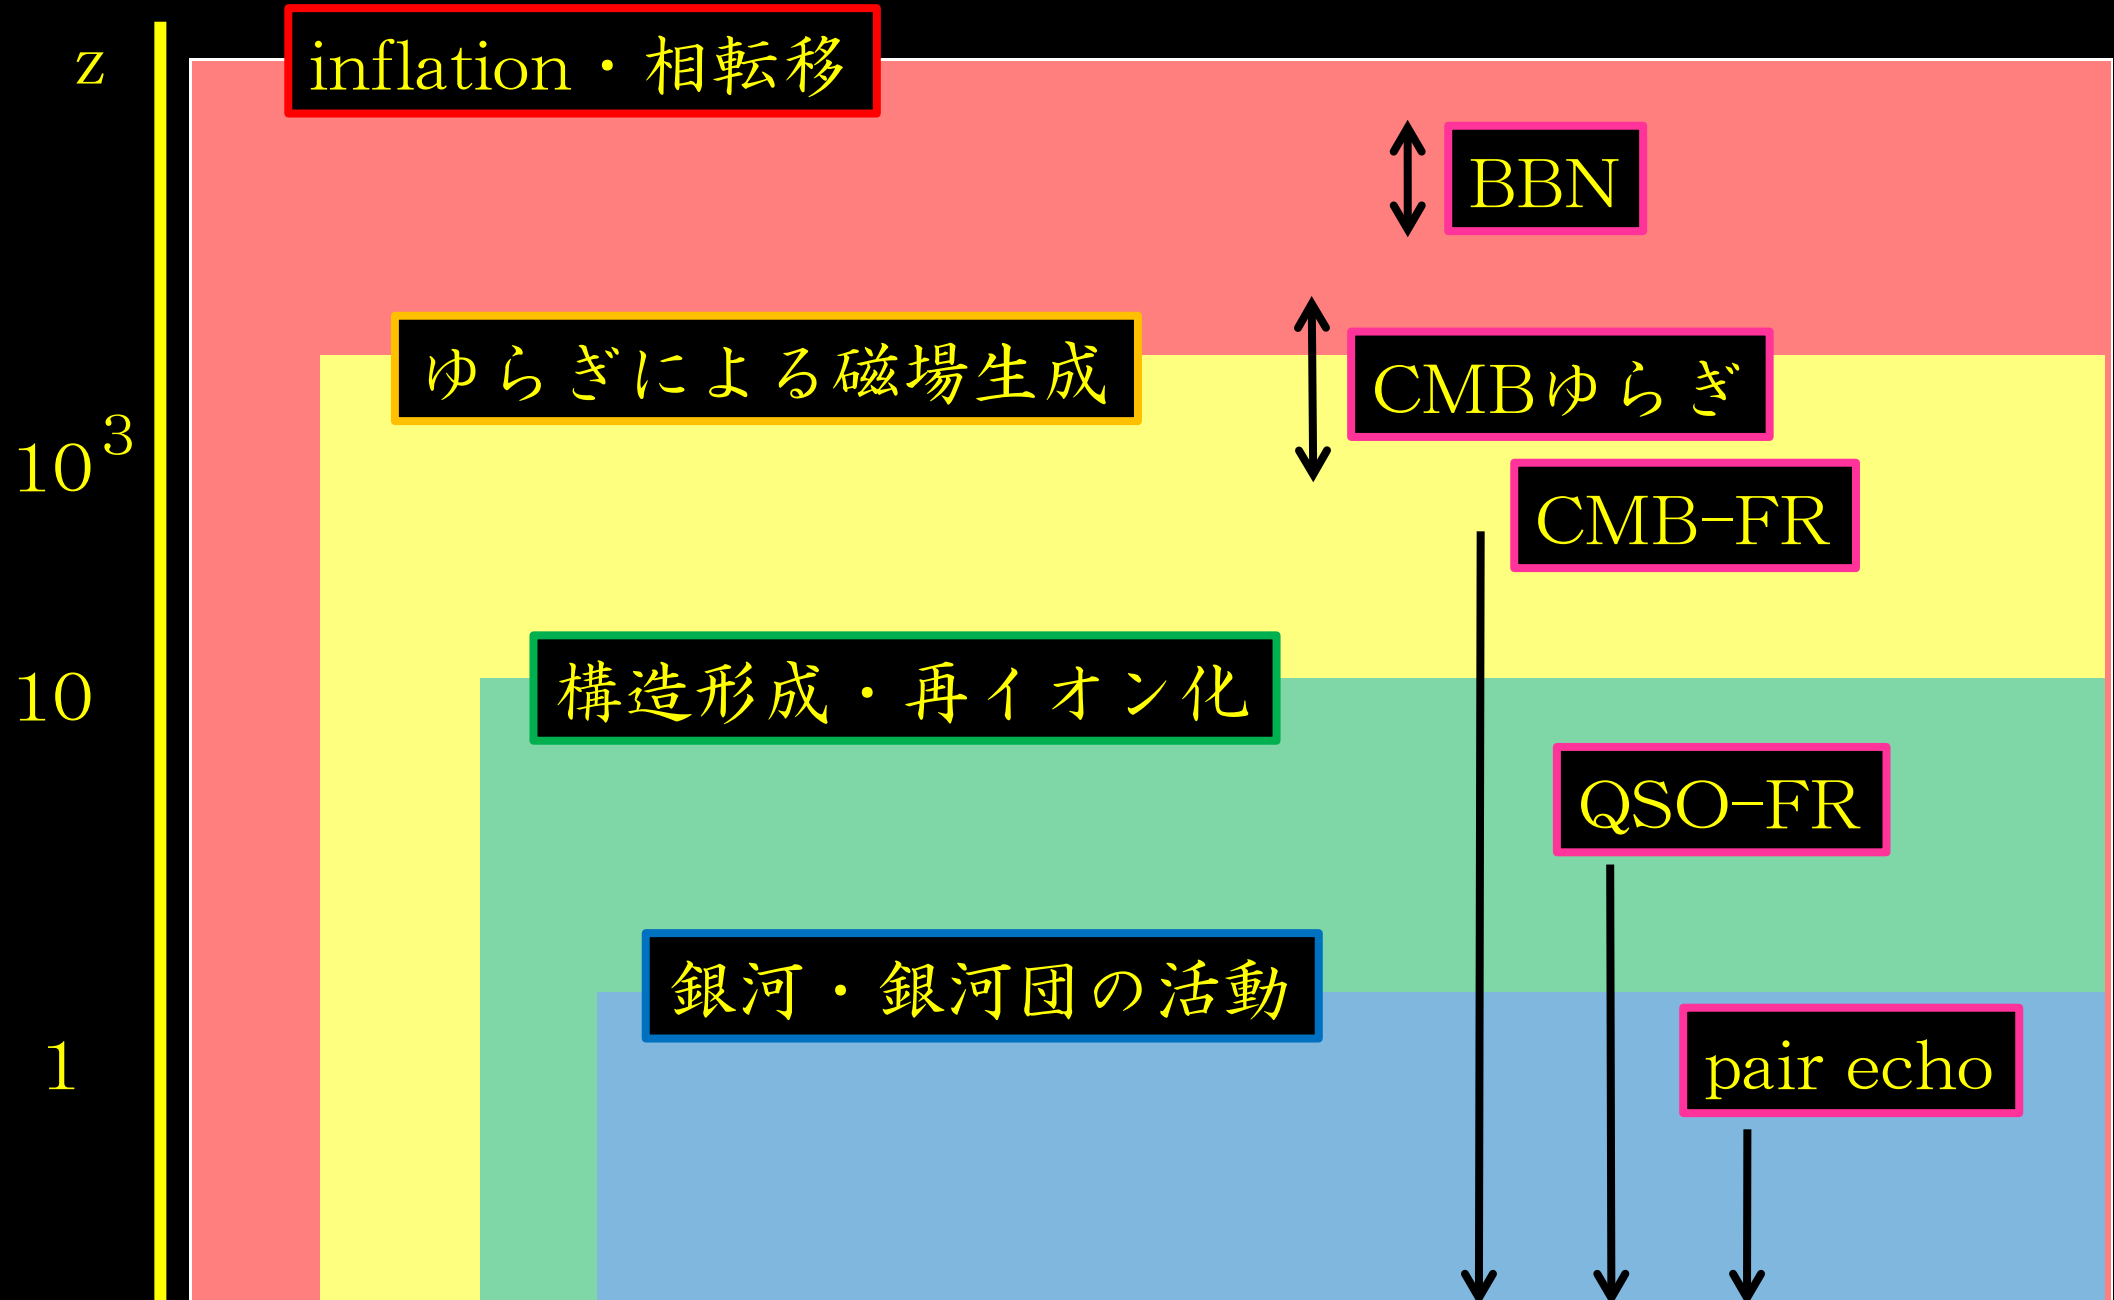 z
inflation・相転移
BBN
ゆらぎによる磁場生成
CMBゆらぎ
10³
CMB-FR
10
構造形成・再イオン化
QSO-FR
銀河・銀河団の活動
1
pair echo